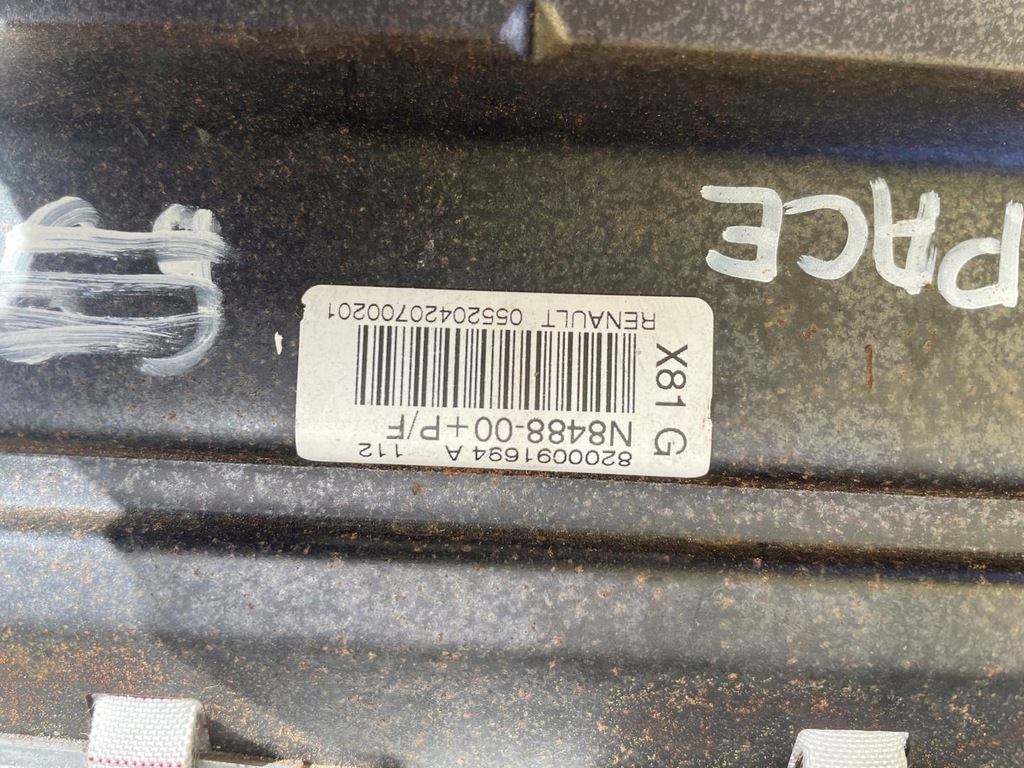 8200091694 A 112
N8488-00+P/F
RENAULT 05520420700201
X81 G
PACE